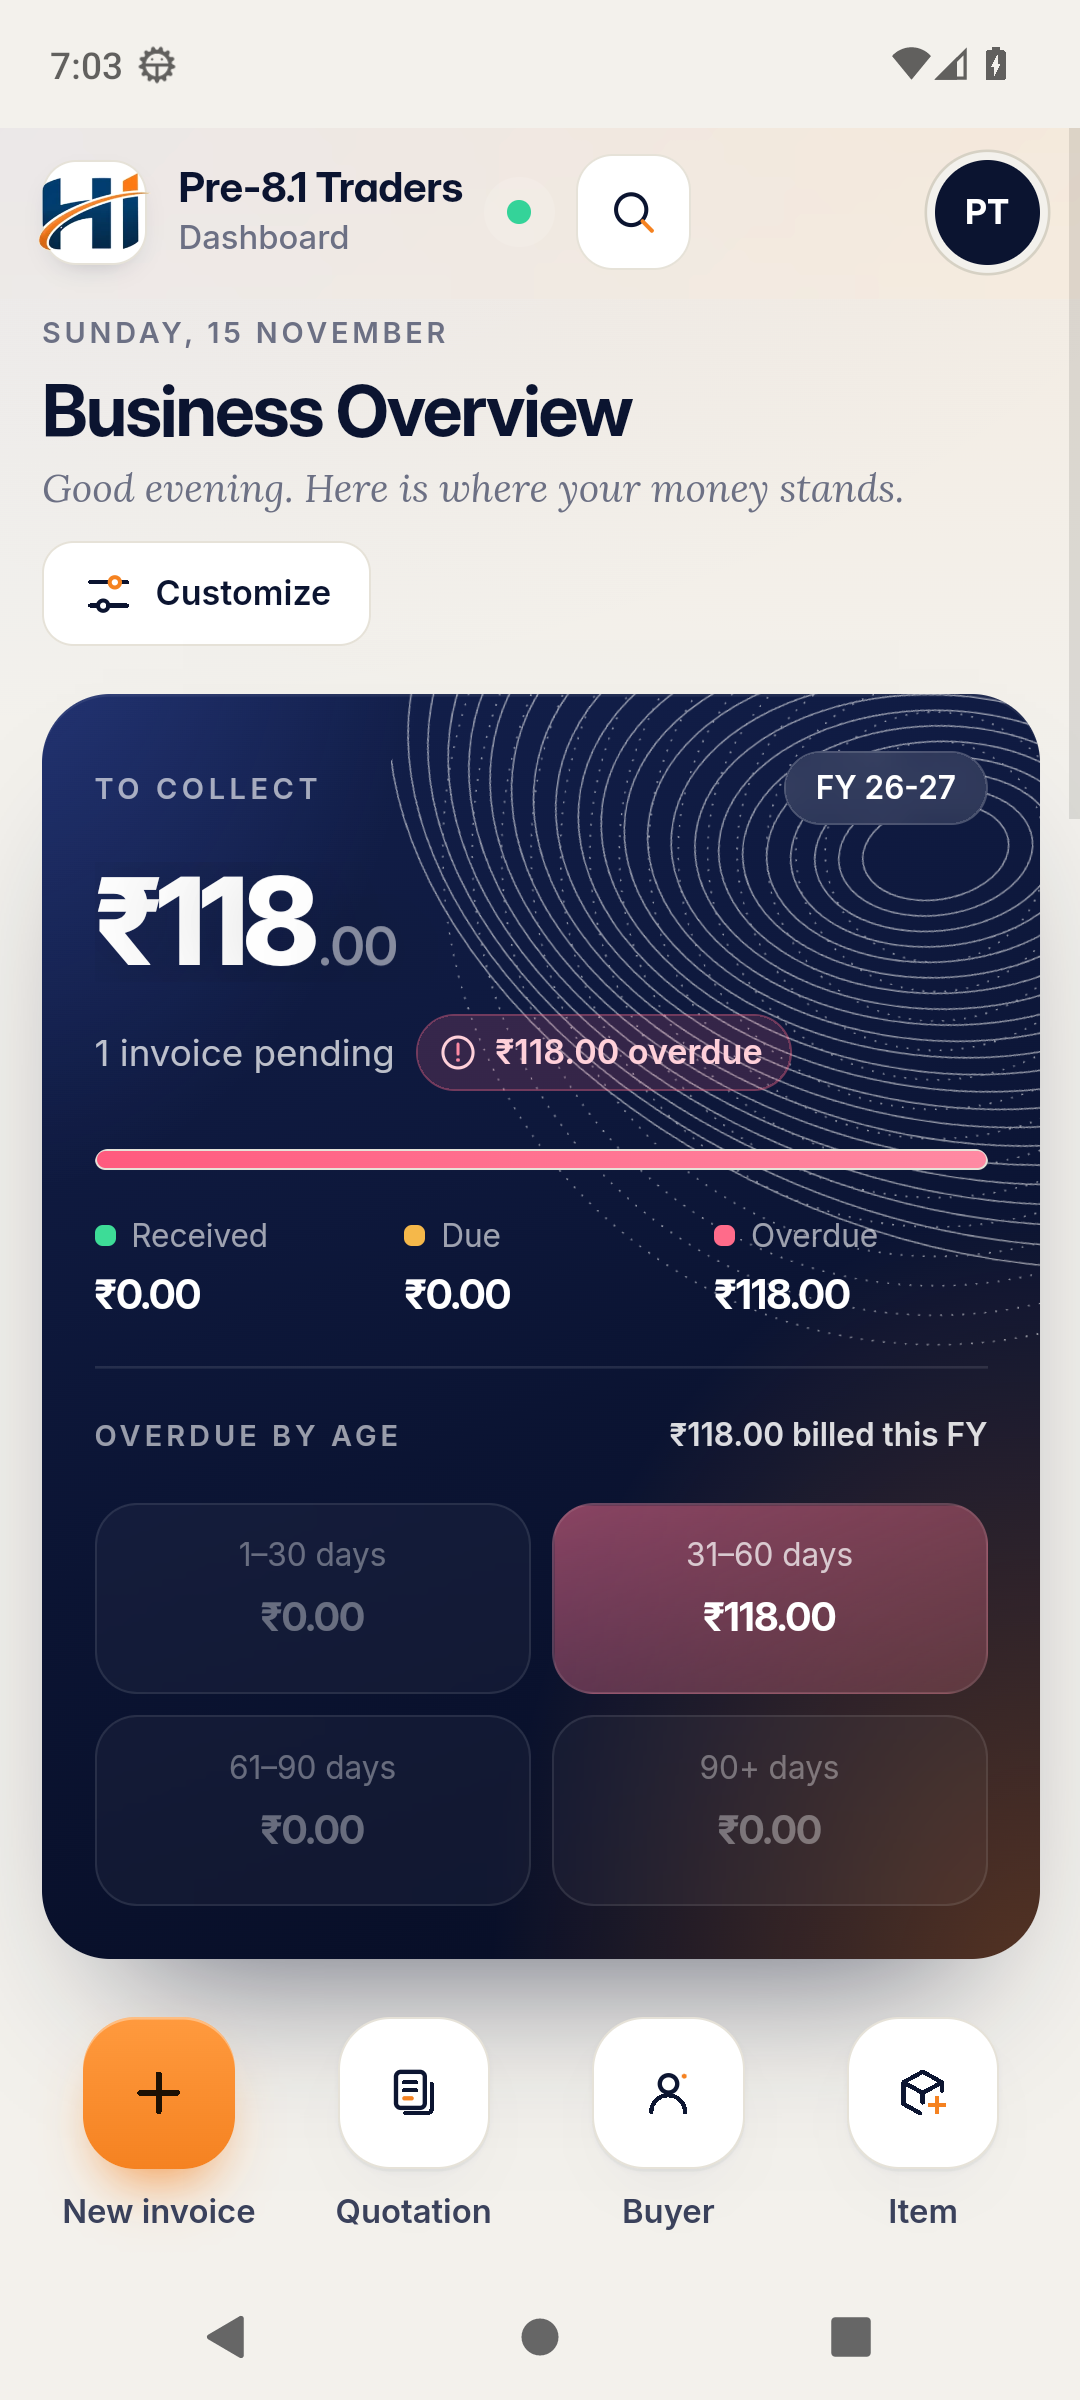 7:03
Hi
Pre-8.1 Traders
Dashboard
PT
SUNDAY, 15 NOVEMBER
Business Overview
Good evening. Here is where your money stands.
Customize
TO COLLECT
FY 26-27
₹118.00
1 invoice pending
₹118.00 overdue
Received
Due
Overdue
₹0.00
₹0.00
₹118.00
OVERDUE BY AGE
₹118.00 billed this FY
1–30 days
31–60 days
₹0.00
₹118.00
61–90 days
90+ days
₹0.00
₹0.00
New invoice
Quotation
Buyer
Item